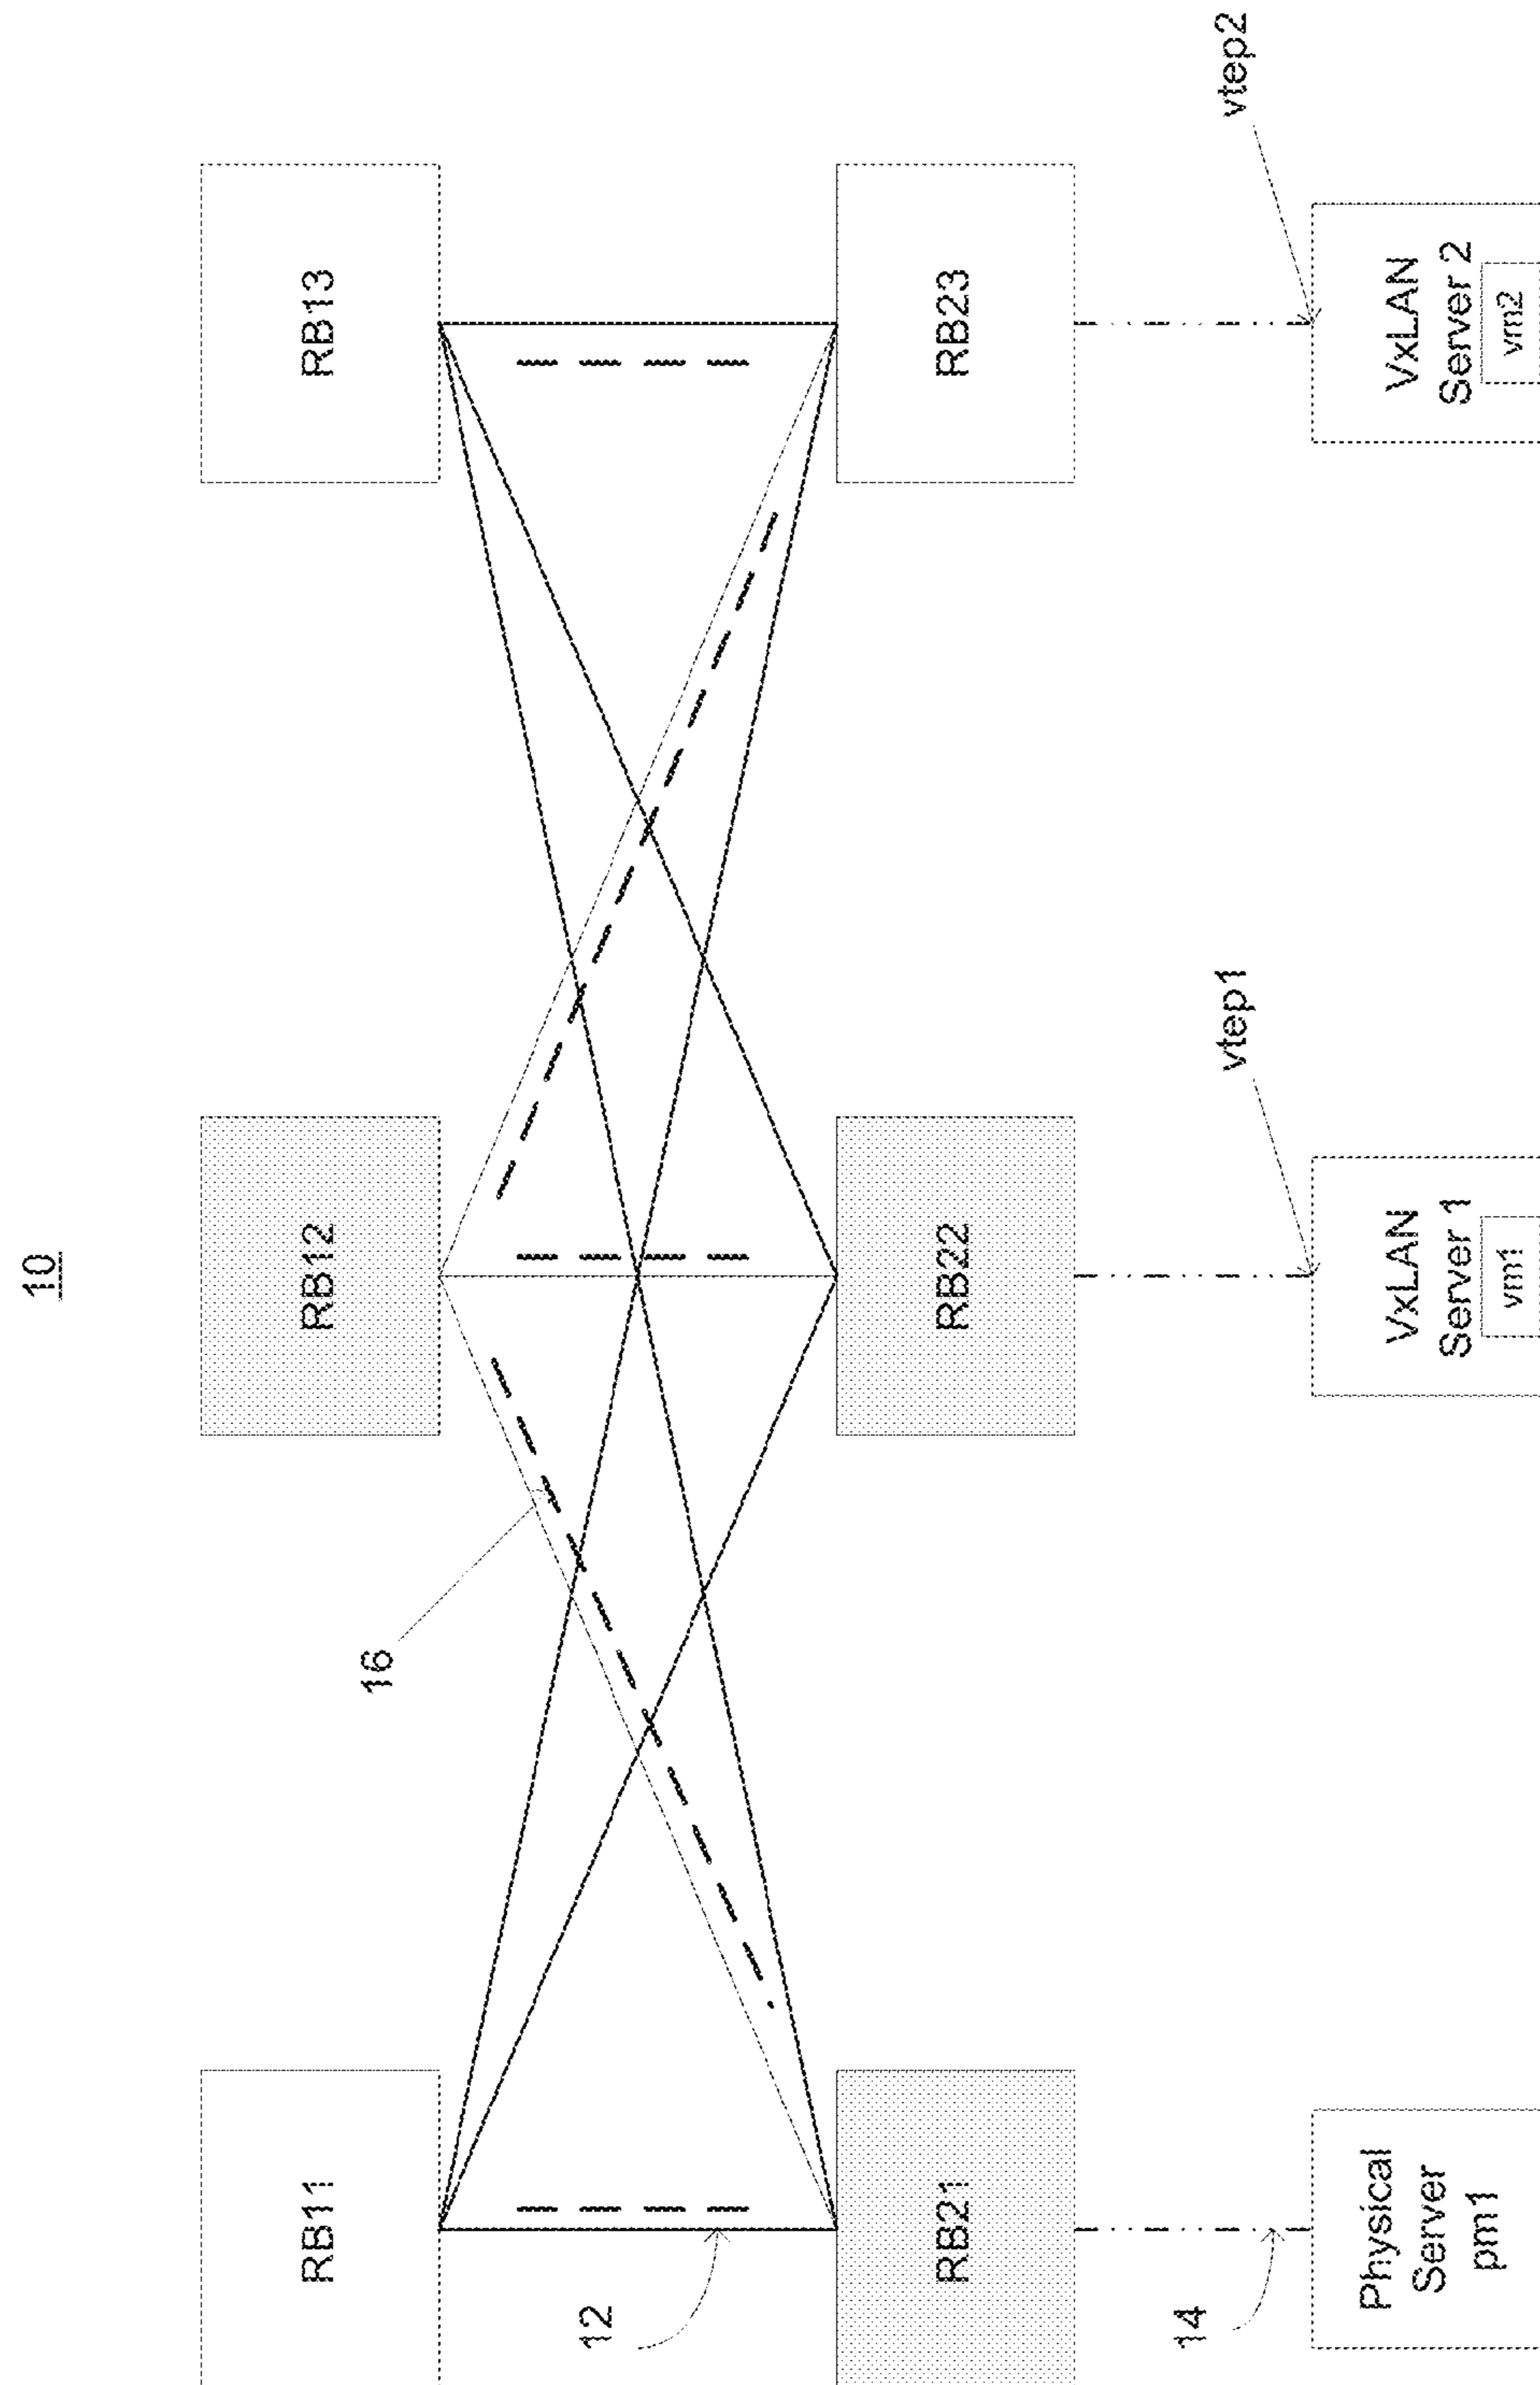 10
RB11
RB12
RB13
16
12
RB21
RB22
RB23
14
vtep1
vtep2
Physical
Server
pm1
VxLAN
Server 1
vm1
VxLAN
Server 2
vm2